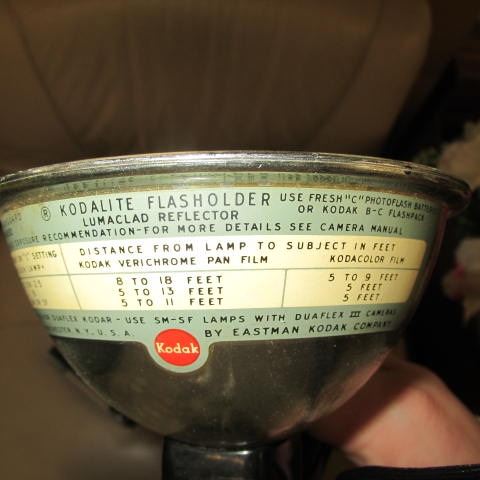 ® KODALITE FLASHOLDER USE FRESH "C" PHOTOFLASH
LUMACLAD REFLECTOR OR KODAK B-C FLASHPACK
RECOMMENDATION-FOR MORE DETAILS SEE CAMERA MANUAL
SETTING DISTANCE FROM LAMP TO SUBJECT IN FEET
KODAK VERICHROME PAN FILM KODACOLOR FILM
8 TO 18 FEET 5 TO 9 FEET
5 TO 13 FEET 5 FEET
5 TO 11 FEET 5 FEET
DUAFLEX KODAR - USE SM-SF LAMPS WITH DUAFLEX III CAMERAS
N.Y. U.S.A. BY EASTMAN KODAK COMPANY
Kodak